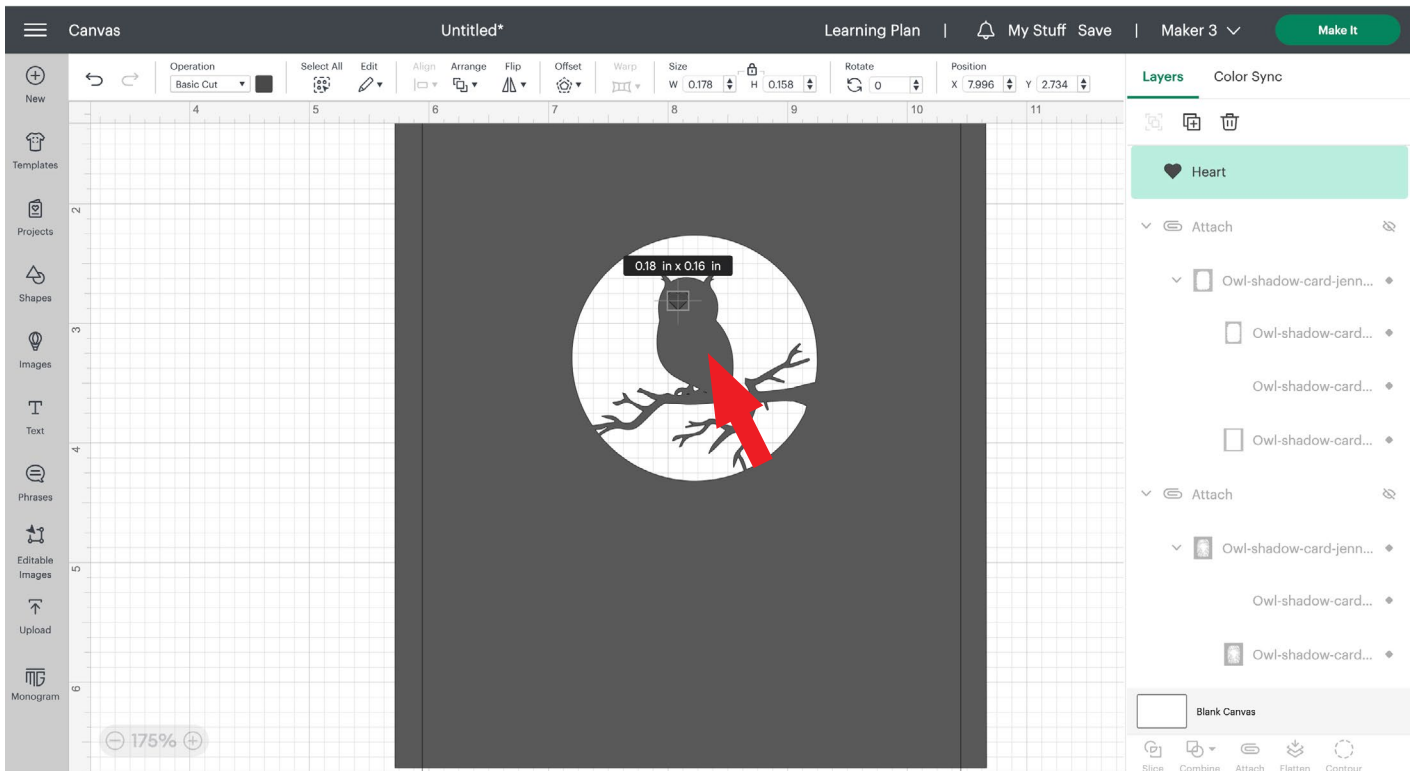 Canvas Untitled* Learning Plan | My Stuff Save | Maker 3 Make It
New
Templates
Projects
Shapes
Images
Text
Phrases
Editable
Images
Upload
Monogram
Operation Select All Edit Align Arrange Flip Offset Warp Size Rotate Position
Basic Cut W 0.178 H 0.158 0 X 7.996 Y 2.734
4 5 6 7 8 9 10 11
2
3
4
5
6
0.18 in x 0.16 in
175%
Layers Color Sync
Heart
Attach
Owl-shadow-card-jenn...
Owl-shadow-card...
Owl-shadow-card...
Owl-shadow-card...
Attach
Owl-shadow-card-jenn...
Owl-shadow-card...
Owl-shadow-card...
Blank Canvas
Slice Combine Attach Flatten Contour